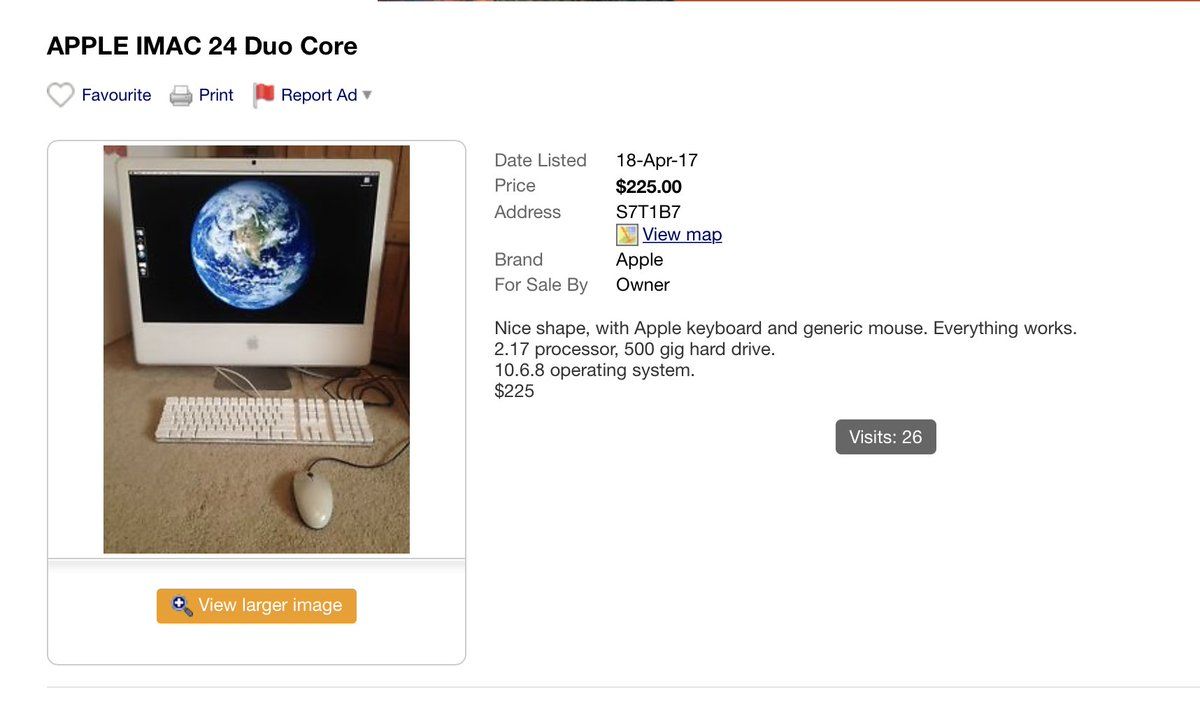 APPLE IMAC 24 Duo Core
Favourite Print Report Ad ▼
Date Listed 18-Apr-17
Price $225.00
Address S7T1B7
View map
Brand Apple
For Sale By Owner
Nice shape, with Apple keyboard and generic mouse. Everything works.
2.17 processor, 500 gig hard drive.
10.6.8 operating system.
$225
Visits: 26
View larger image